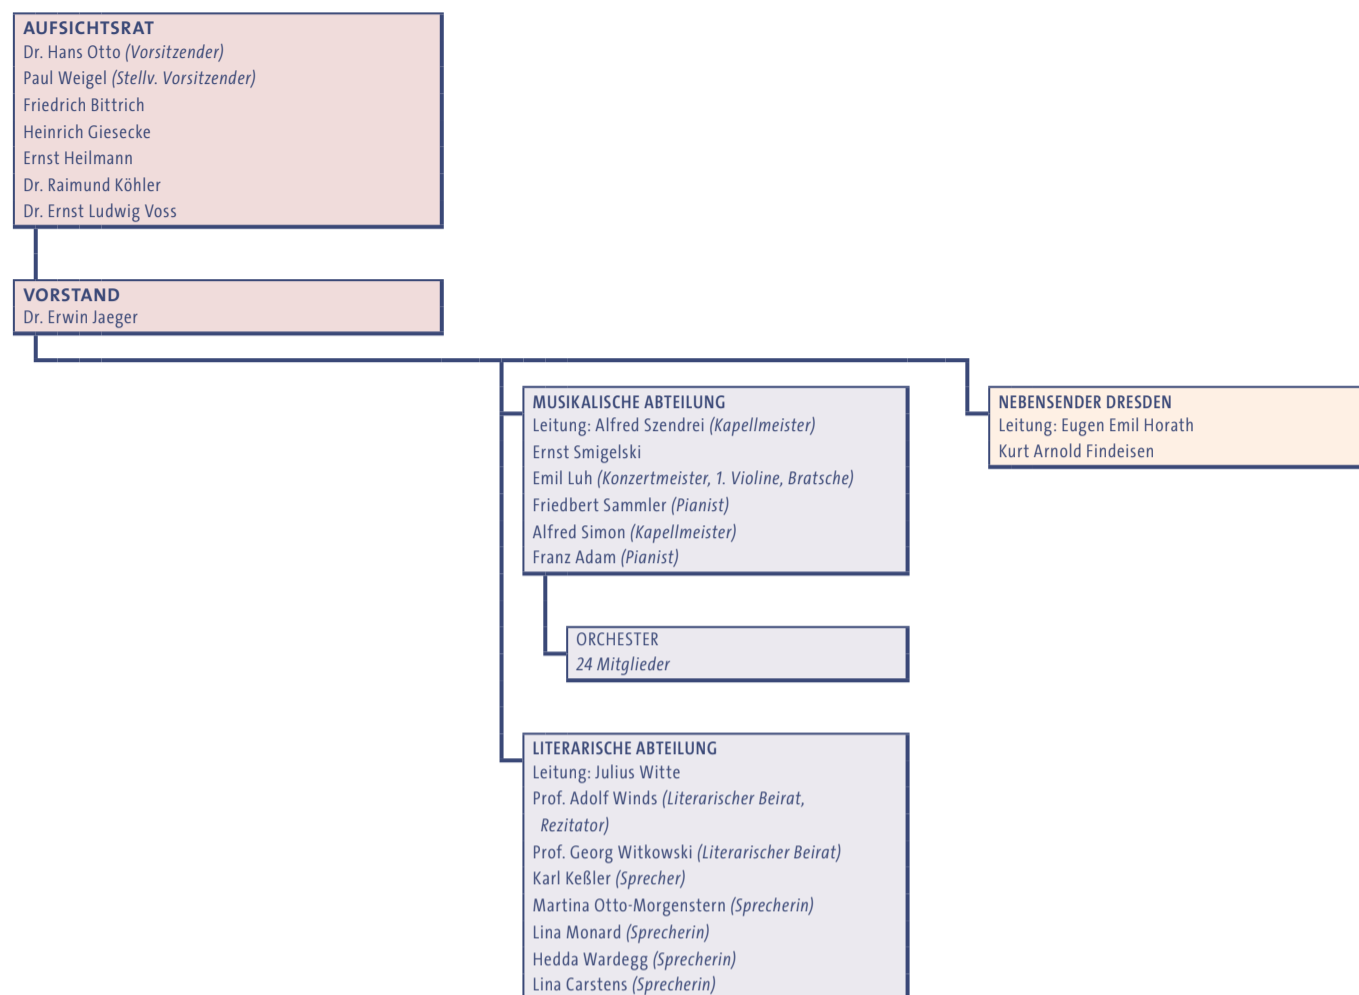 AUFSICHTSRAT
Dr. Hans Otto (Vorsitzender)
Paul Weigel (Stellv. Vorsitzender)
Friedrich Bittrich
Heinrich Giesecke
Ernst Heilmann
Dr. Raimund Köhler
Dr. Ernst Ludwig Voss
VORSTAND
Dr. Erwin Jaeger
MUSIKALISCHE ABTEILUNG
Leitung: Alfred Szendrei (Kapellmeister)
Ernst Smigelski
Emil Luh (Konzertmeister, 1. Violine, Bratsche)
Friedbert Sammler (Pianist)
Alfred Simon (Kapellmeister)
Franz Adam (Pianist)
ORCHESTER
24 Mitglieder
LITERARISCHE ABTEILUNG
Leitung: Julius Witte
Prof. Adolf Winds (Literarischer Beirat,
Rezitator)
Prof. Georg Witkowski (Literarischer Beirat)
Karl Keßler (Sprecher)
Martina Otto-Morgenstern (Sprecherin)
Lina Monard (Sprecherin)
Hedda Wardegg (Sprecherin)
Lina Carstens (Sprecherin)
NEBENSENDER DRESDEN
Leitung: Eugen Emil Horath
Kurt Arnold Findeisen